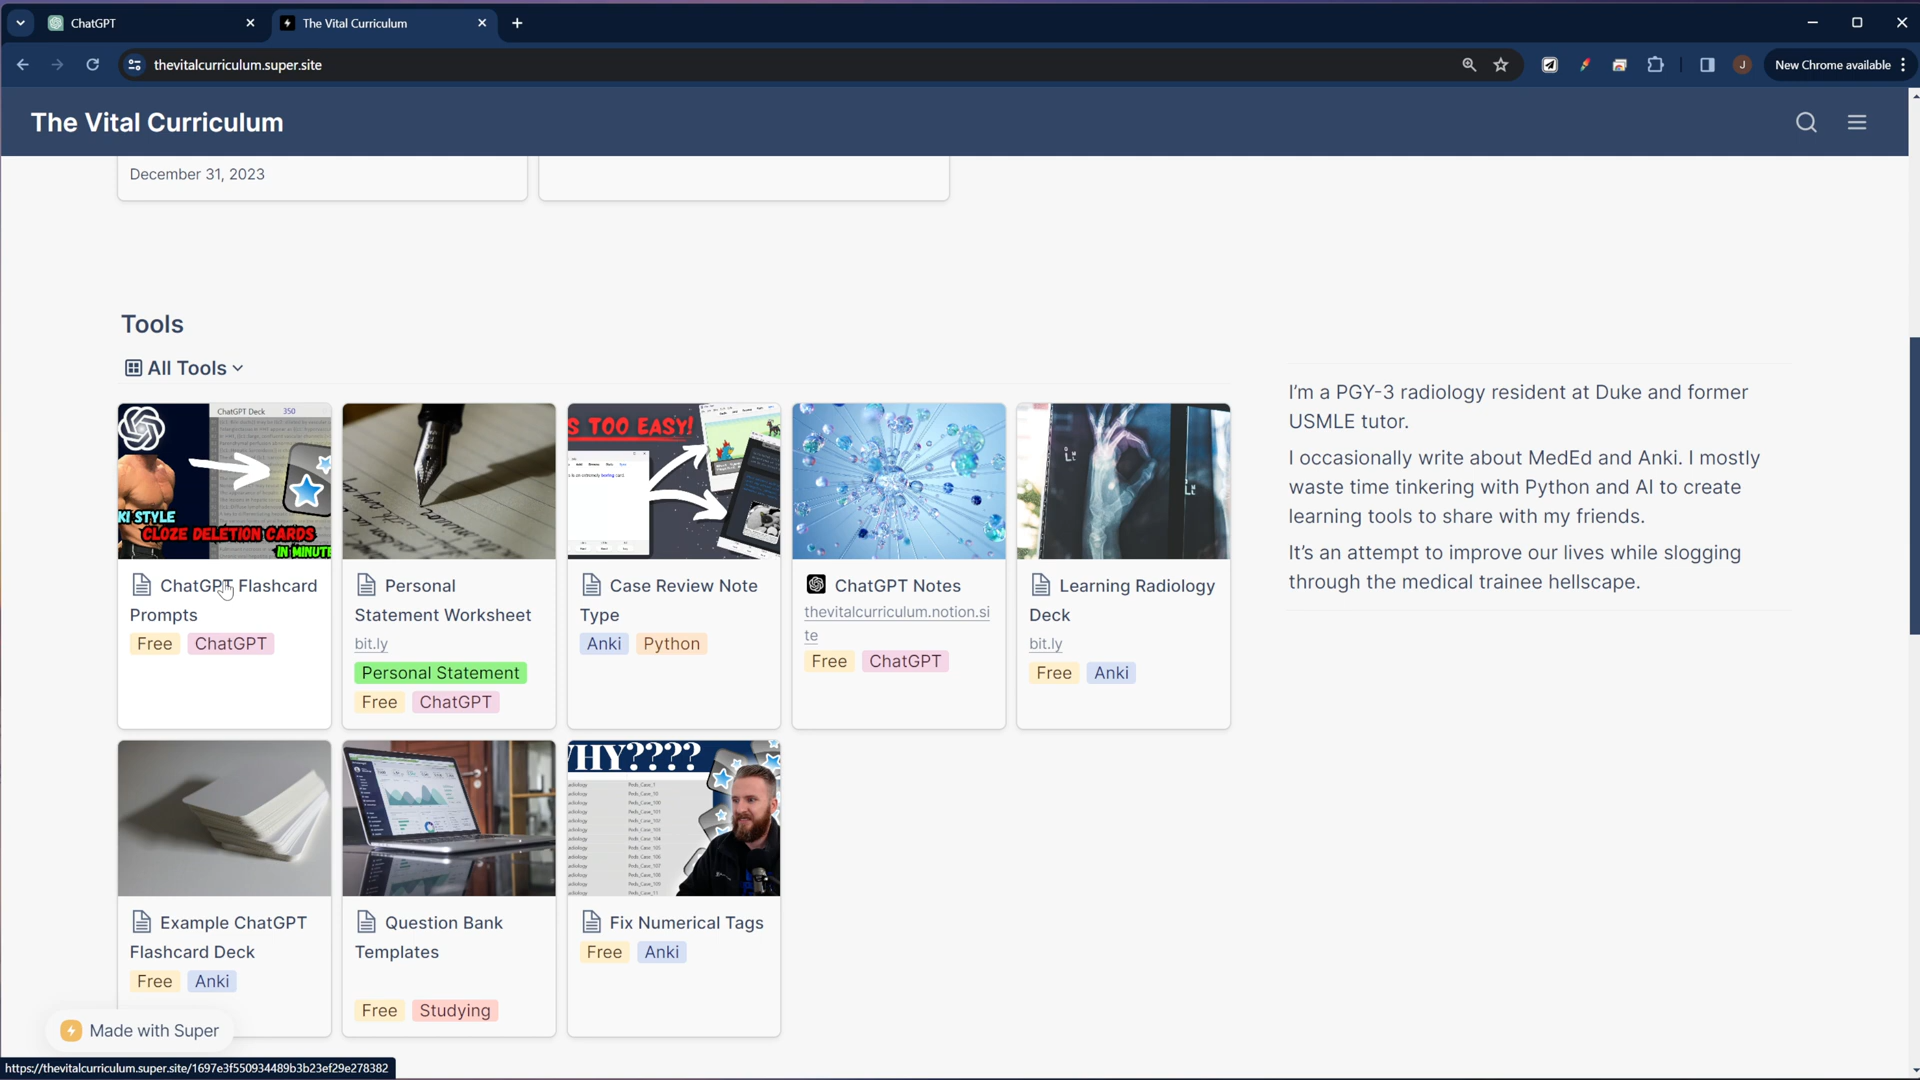 ChatGPT
The Vital Curriculum
thevitalcurriculum.super.site
J
New Chrome available
The Vital Curriculum
December 31, 2023
Tools
All Tools
ChatGPT Deck 350
KI STYLE
CLOZE DELETION CARDS
IN MINUTE
ChatGPT Flashcard
Prompts
Free ChatGPT
Personal
Statement Worksheet
bit.ly
Personal Statement
Free ChatGPT
S TOO EASY!
Case Review Note
Type
Anki Python
ChatGPT Notes
thevitalcurriculum.notion.si
te
Free ChatGPT
Learning Radiology
Deck
bit.ly
Free Anki
I'm a PGY-3 radiology resident at Duke and former
USMLE tutor.
I occasionally write about MedEd and Anki. I mostly
waste time tinkering with Python and AI to create
learning tools to share with my friends.
It's an attempt to improve our lives while slogging
through the medical trainee hellscape.
Example ChatGPT
Flashcard Deck
Free Anki
Question Bank
Templates
Free Studying
WHY????
Fix Numerical Tags
Free Anki
Made with Super
https://thevitalcurriculum.super.site/1697e3f550934489b3b23ef29e278382